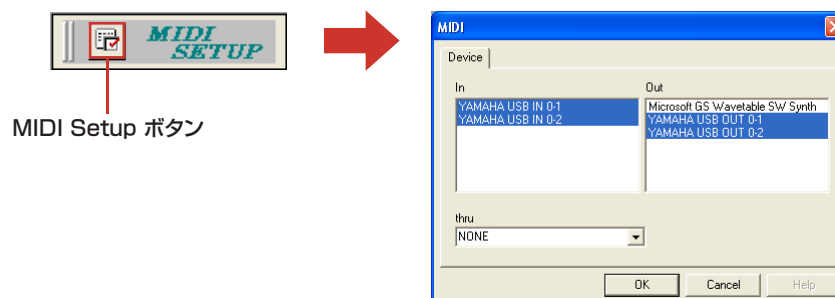 MIDI
SETUP
MIDI Setup ボタン
MIDI
Device
In
YAMAHA USB IN 0-1
YAMAHA USB IN 0-2
Out
Microsoft GS Wavetable SW Synth
YAMAHA USB OUT 0-1
YAMAHA USB OUT 0-2
thru
NONE
OK
Cancel
Help